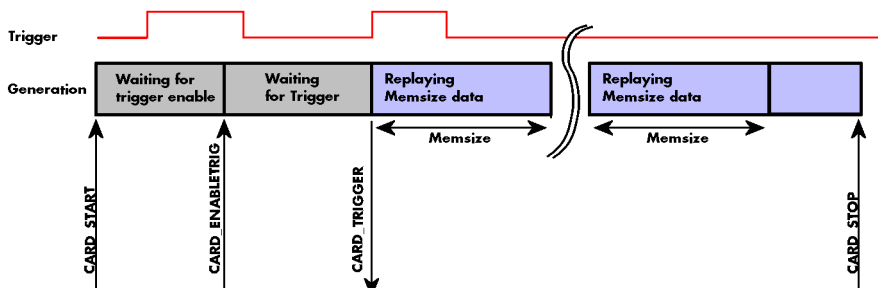 Trigger
Generation
Waiting for
trigger enable
Waiting
for Trigger
Replaying
Memsize data
Replaying
Memsize data
Memsize
Memsize
CARD_START
CARD_ENABLETRIG
CARD_TRIGGER
CARD_STOP